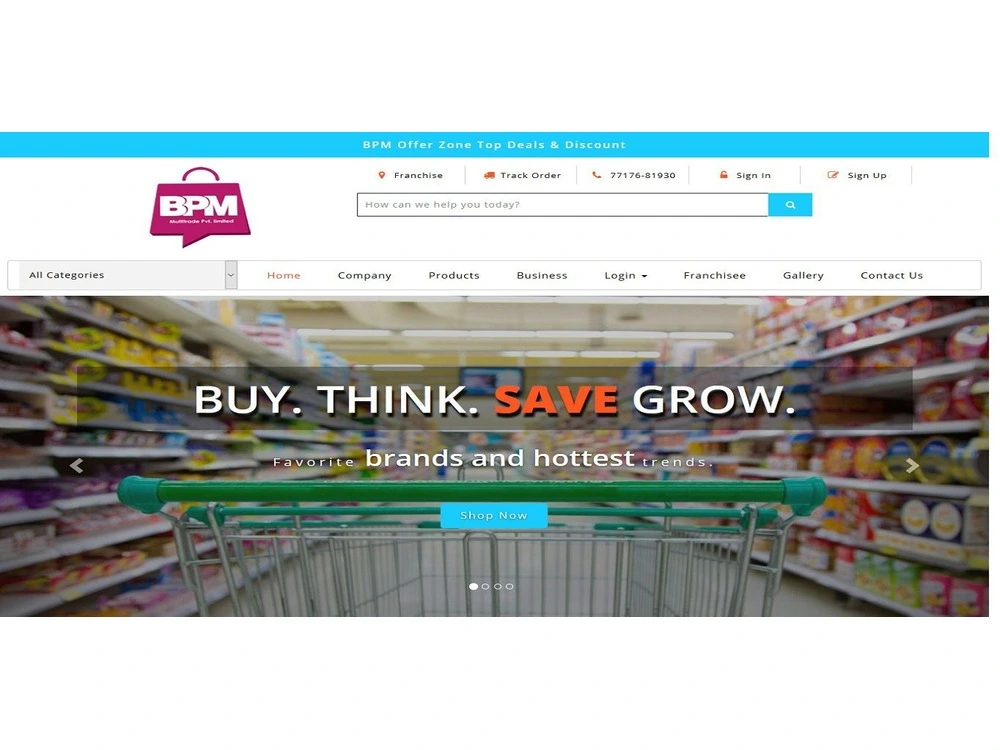 BPM Offer Zone Top Deals & Discount
BPM
Multitrade Pvt. limited
Franchise Track Order 77176-81930 Sign In Sign Up
How can we help you today?
All Categories Home Company Products Business Login Franchisee Gallery Contact Us
BUY. THINK. SAVE GROW.
Favorite brands and hottest trends.
Shop Now